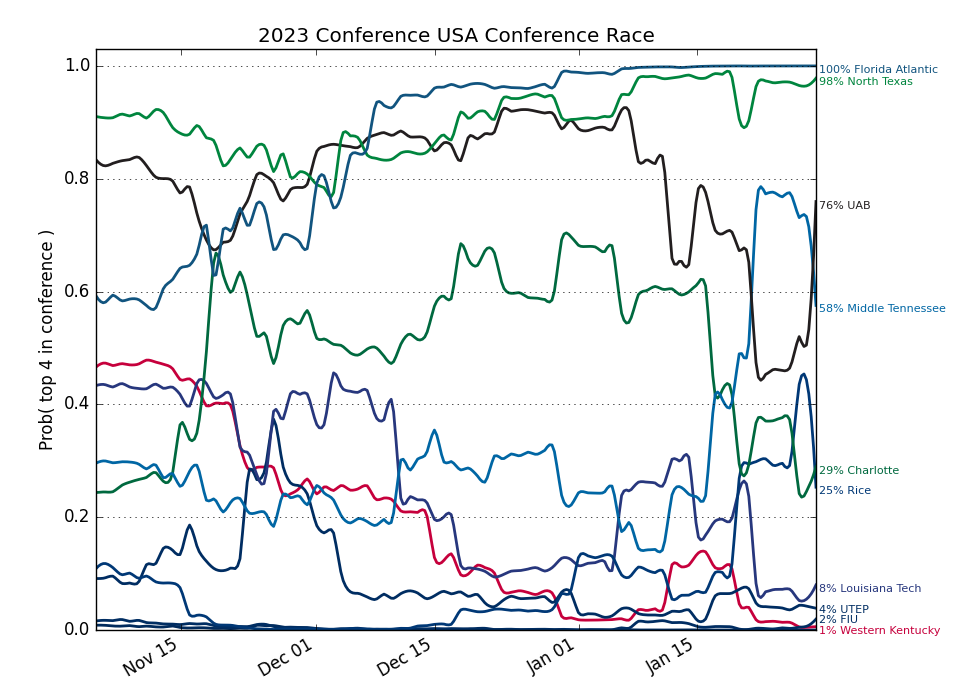 2023 Conference USA Conference Race
Prob( top 4 in conference )
1.0
0.8
0.6
0.4
0.2
0.0
Nov 15
Dec 01
Dec 15
Jan 01
Jan 15
100% Florida Atlantic
98% North Texas
76% UAB
58% Middle Tennessee
29% Charlotte
25% Rice
8% Louisiana Tech
4% UTEP
2% FIU
1% Western Kentucky